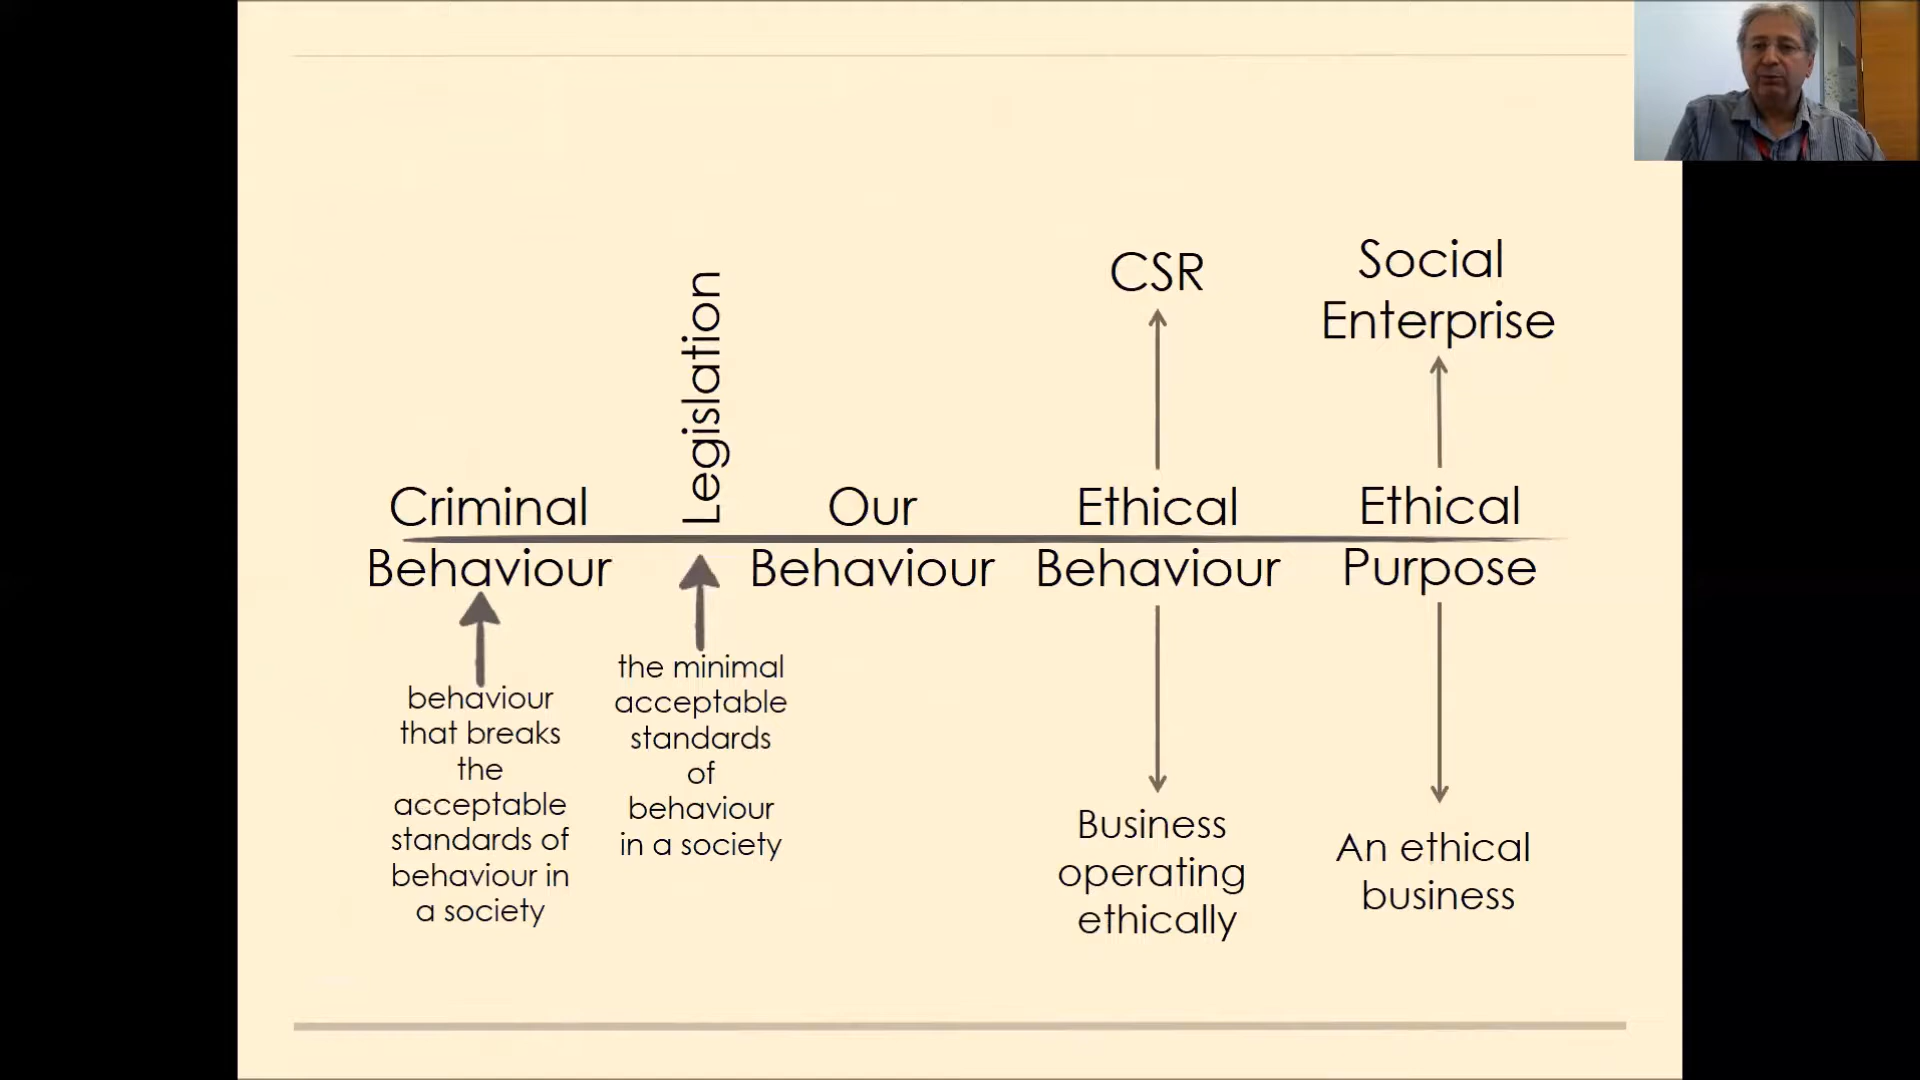 CSR
Social
Enterprise
Legislation
Criminal
Behaviour
Our
Behaviour
Ethical
Behaviour
Ethical
Purpose
behaviour
that breaks
the
acceptable
standards of
behaviour in
a society
the minimal
acceptable
standards
of
behaviour
in a society
Business
operating
ethically
An ethical
business